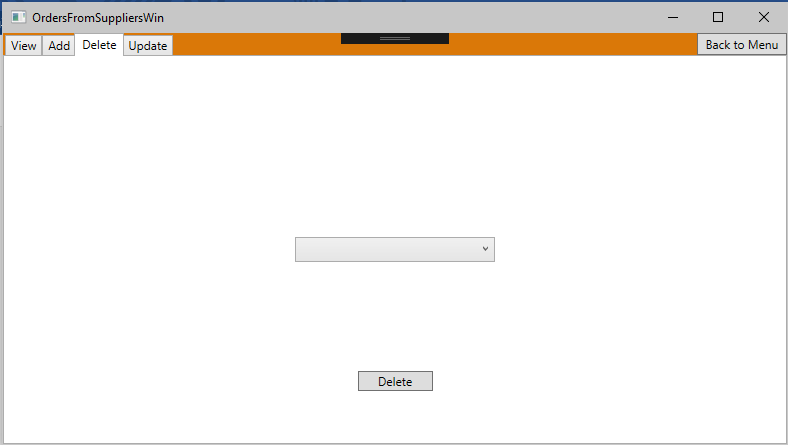 OrdersFromSuppliersWin
View Add Delete Update Back to Menu
Delete